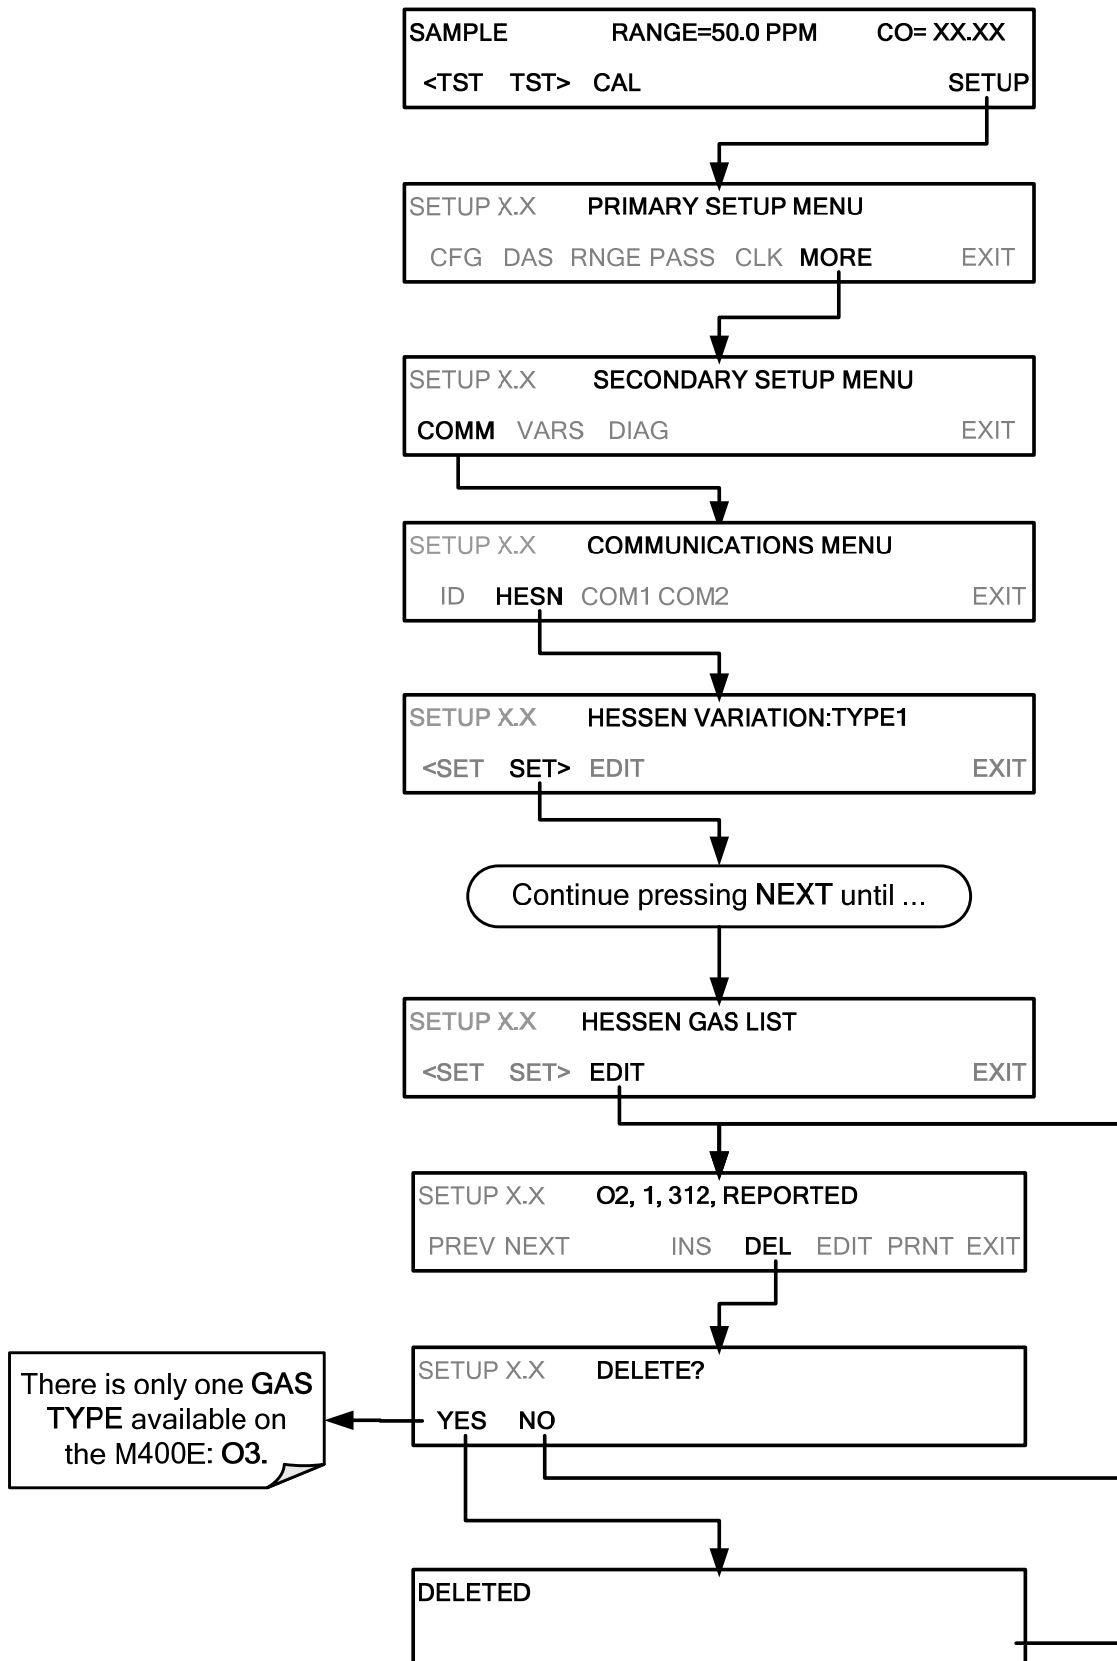 SAMPLE RANGE=50.0 PPM CO= XX.XX
<TST TST> CAL SETUP
SETUP X.X PRIMARY SETUP MENU
CFG DAS RNGE PASS CLK MORE EXIT
SETUP X.X SECONDARY SETUP MENU
COMM VARS DIAG EXIT
SETUP X.X COMMUNICATIONS MENU
ID HESN COM1 COM2 EXIT
SETUP X.X HESSEN VARIATION:TYPE1
<SET SET> EDIT EXIT
Continue pressing NEXT until ...
SETUP X.X HESSEN GAS LIST
<SET SET> EDIT EXIT
SETUP X.X O2, 1, 312, REPORTED
PREV NEXT INS DEL EDIT PRNT EXIT
SETUP X.X DELETE?
YES NO
There is only one GAS
TYPE available on
the M400E: O3.
DELETED